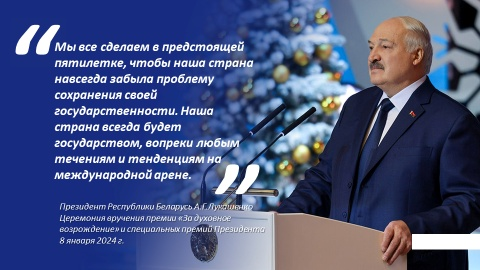 “
Мы все сделаем в предстоящей
пятилетке, чтобы наша страна
навсегда забыла проблему
сохранения своей
государственности. Наша
страна всегда будет
государством, вопреки любым
течениям и тенденциям на
международной арене.
”
Президент Республики Беларусь А.Г.Лукашенко
Церемония вручения премии «За духовное
возрождение» и специальных премий Президента
8 января 2024 г.